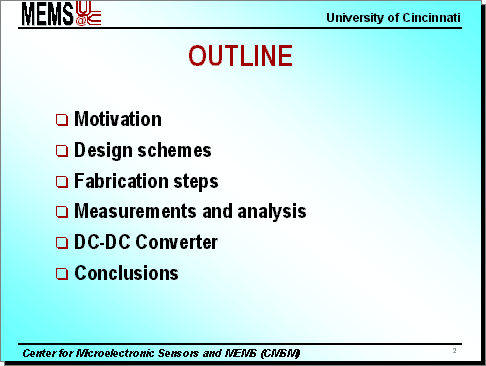 MEMS UC@
University of Cincinnati
OUTLINE
Motivation
Design schemes
Fabrication steps
Measurements and analysis
DC-DC Converter
Conclusions
Center for Microelectronic Sensors and MEMS (CMSM)
2